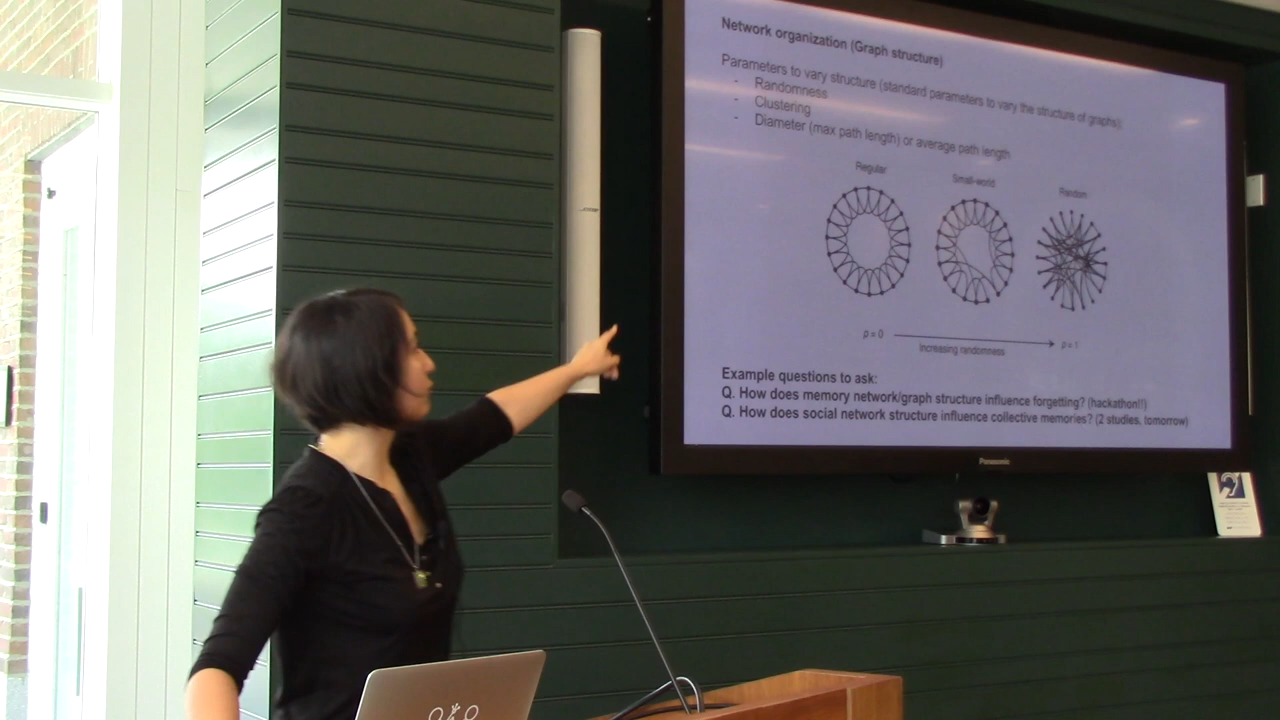 Network organization (Graph structure)
Parameters to vary structure (standard parameters to vary the structure of graphs):
- Randomness
- Clustering
- Diameter (max path length) or average path length
Regular
Small-world
Random
p = 0
p = 1
Increasing randomness
Example questions to ask:
Q. How does memory network/graph structure influence forgetting? (hackathon!!)
Q. How does social network structure influence collective memories? (2 studies, tomorrow)
Panasonic